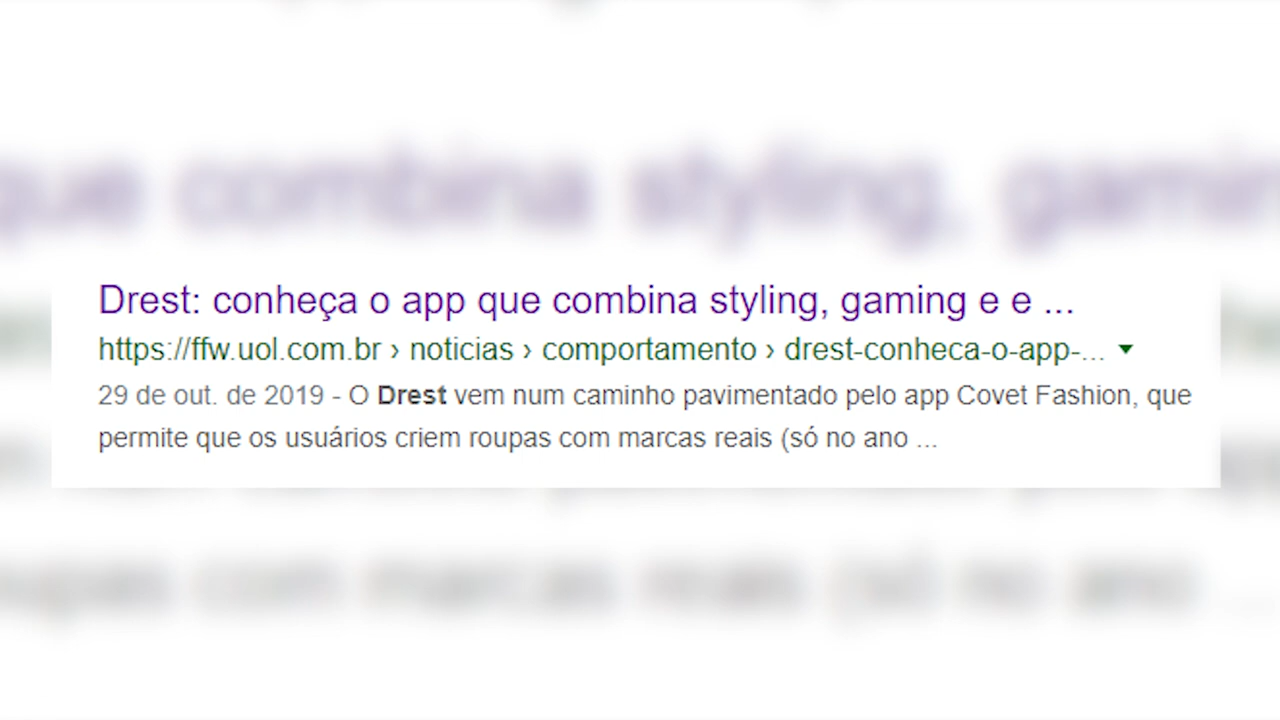 Drest: conheça o app que combina styling, gaming e e ...
https://ffw.uol.com.br › noticias › comportamento › drest-conheca-o-app-...
29 de out. de 2019 - O Drest vem num caminho pavimentado pelo app Covet Fashion, que
permite que os usuários criem roupas com marcas reais (só no ano ...